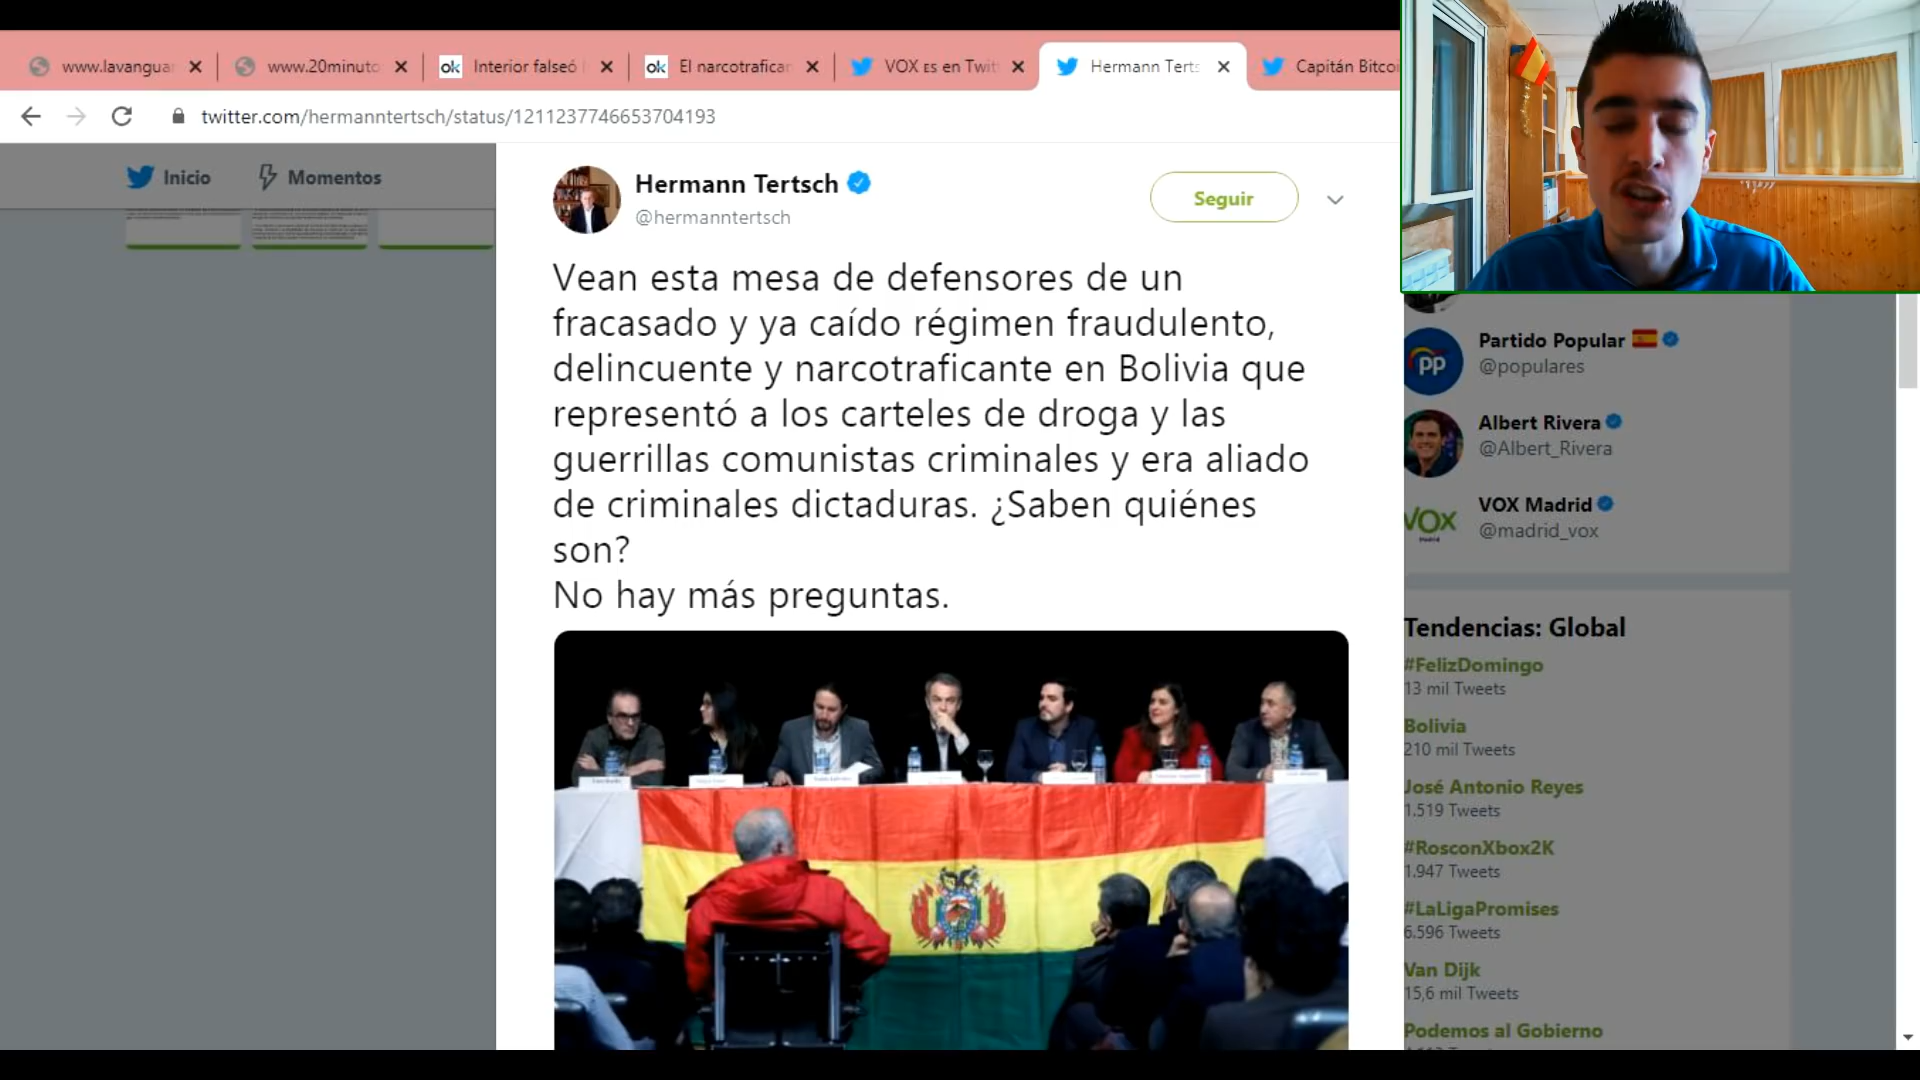 www.lavangua
www.20minuto
ok
Interior falseó
ok
El narcotrafica
VOX ES en Twit
Hermann Terts
Capitán Bitcoi
twitter.com/hermanntertsch/status/1211237746653704193
Inicio
Momentos
Hermann Tertsch
@hermanntertsch
Seguir
Vean esta mesa de defensores de un
fracasado y ya caído régimen fraudulento,
delincuente y narcotraficante en Bolivia que
representó a los carteles de droga y las
guerrillas comunistas criminales y era aliado
de criminales dictaduras. ¿Saben quiénes
son?
No hay más preguntas.
pp
Partido Popular
@populares
Albert Rivera
@Albert_Rivera
VOX
VOX Madrid
@madrid_vox
Tendencias: Global
#FelizDomingo
13 mil Tweets
Bolivia
210 mil Tweets
José Antonio Reyes
1.519 Tweets
#RosconXbox2K
1.947 Tweets
#LaLigaPromises
6.596 Tweets
Van Dijk
15,6 mil Tweets
Podemos al Gobierno